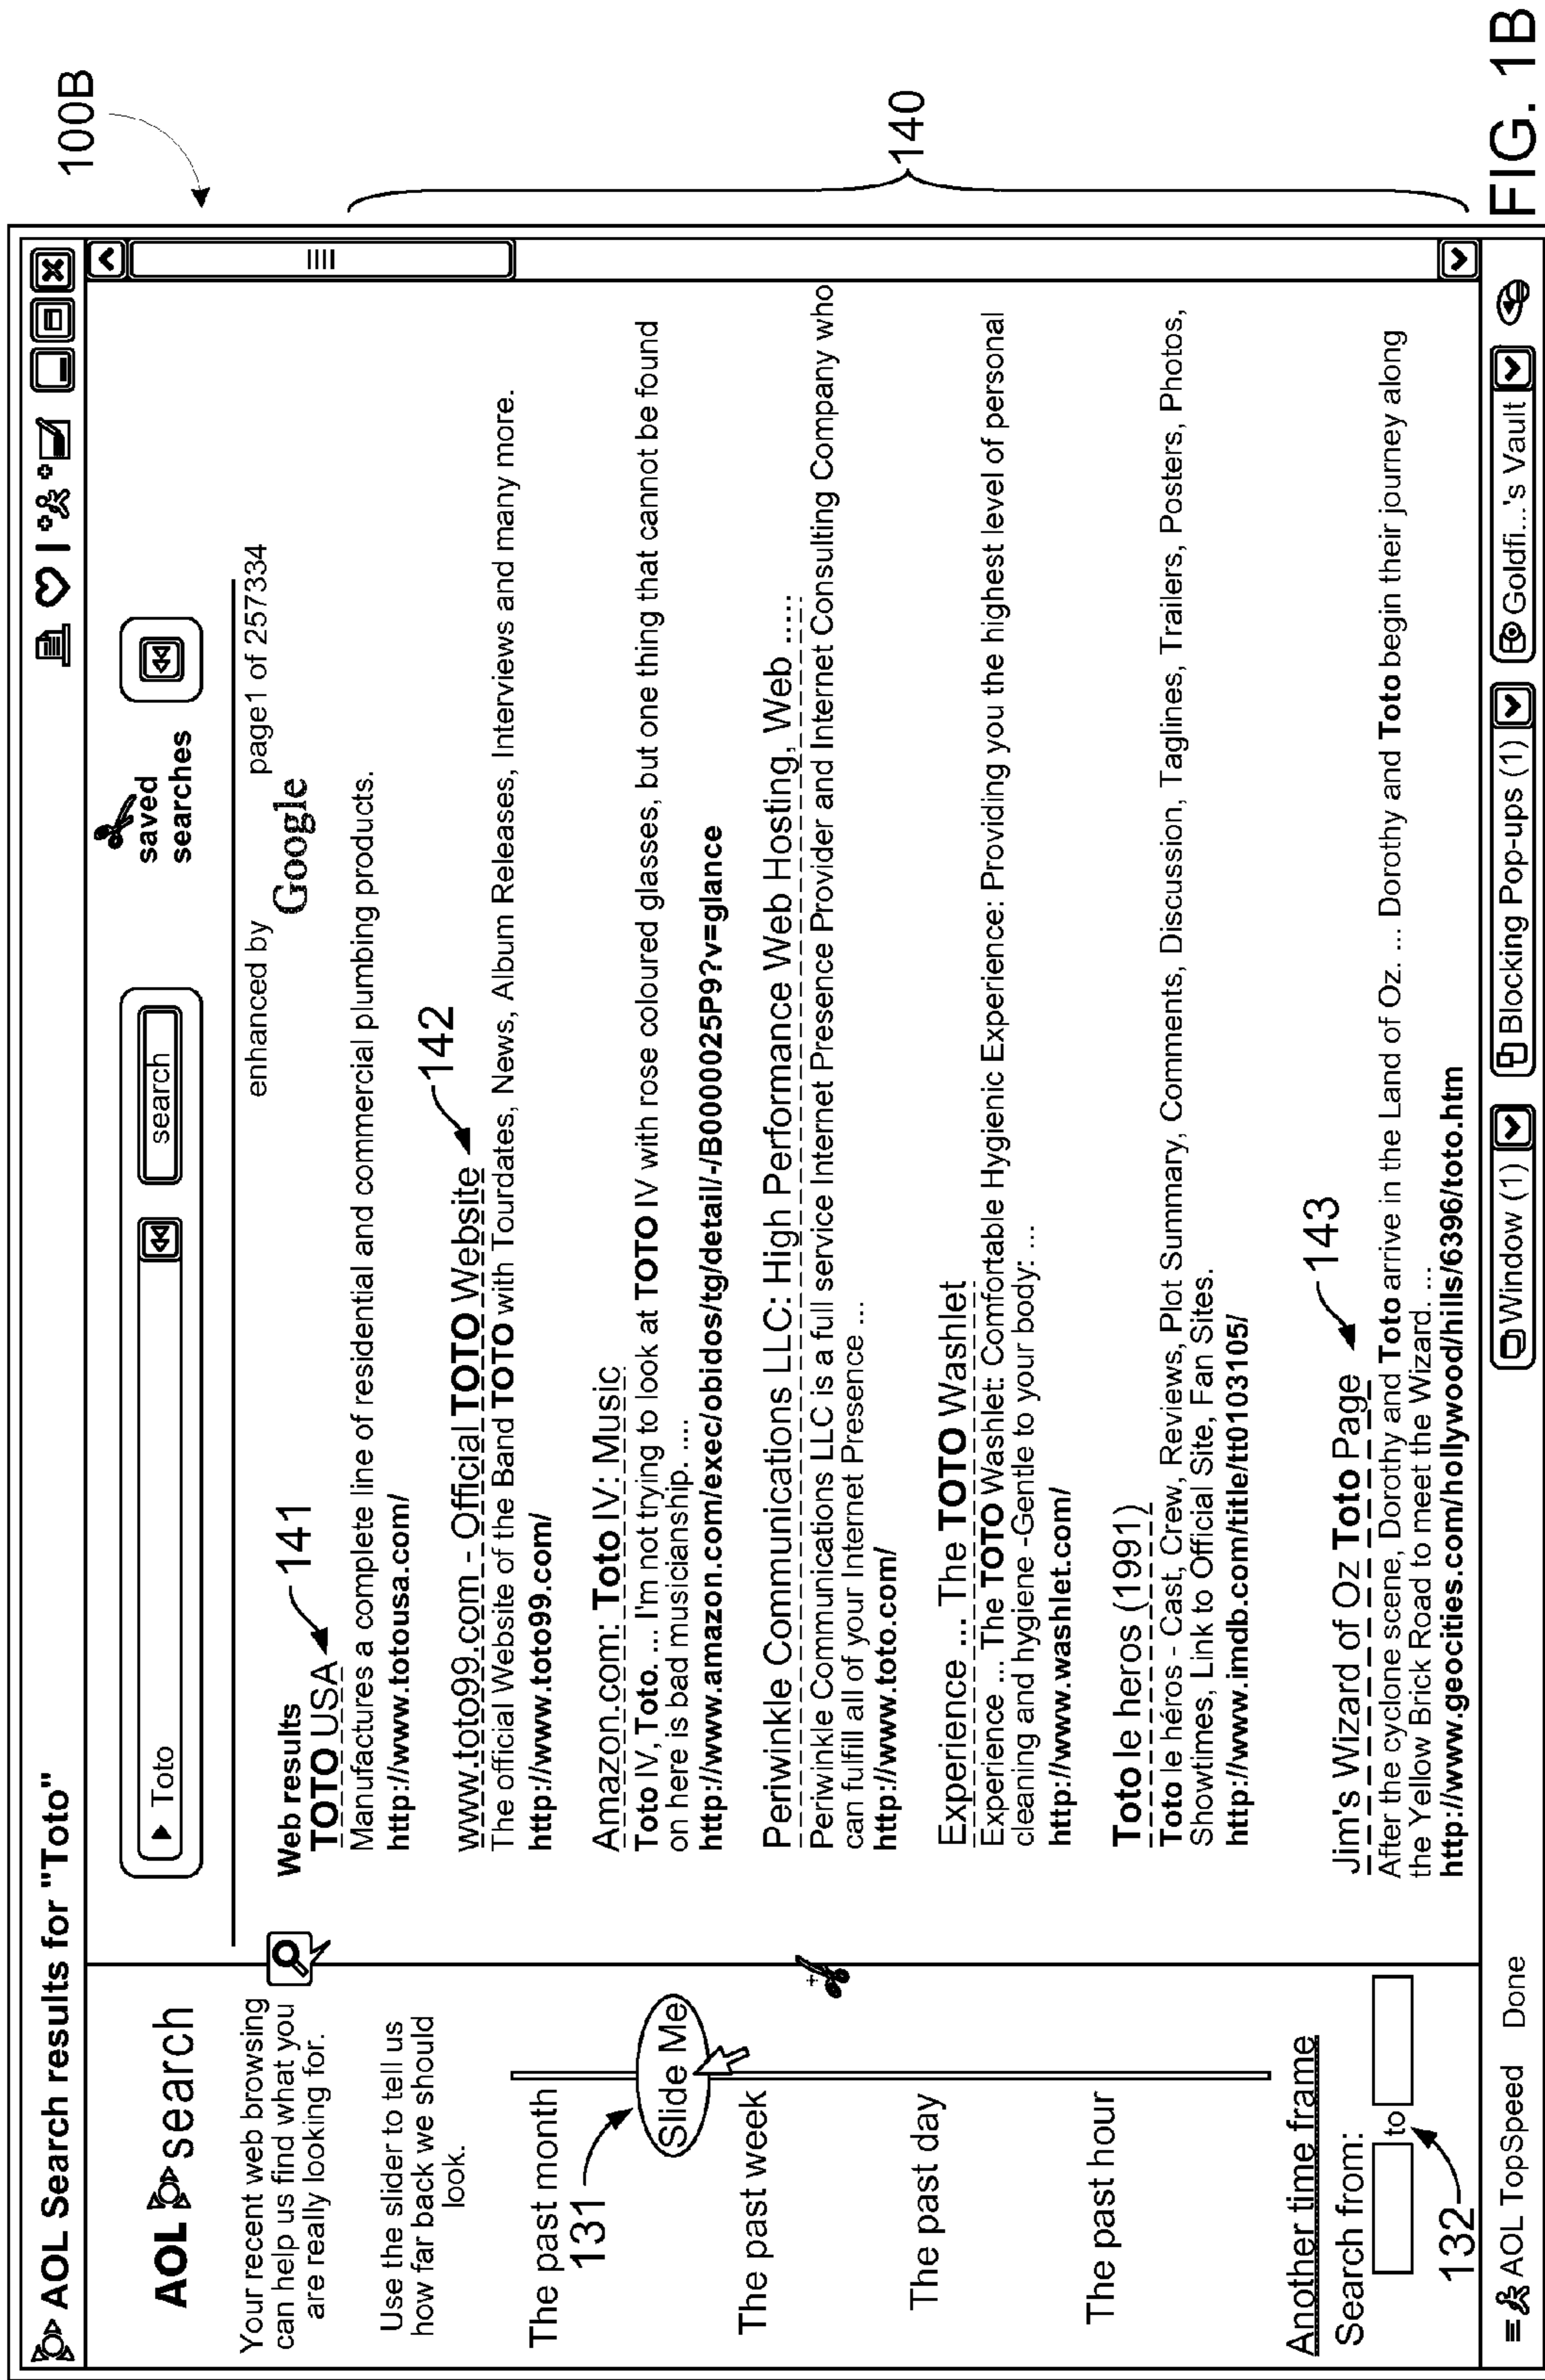 100B
AOL Search results for "Toto"
AOL search
Your recent web browsing
can help us find what you
are really looking for.
Use the slider to tell us
how far back we should
look.
The past month
131
Slide Me
The past week
The past day
The past hour
Another time frame
Search from:
to
132
Toto
search
saved
searches
enhanced by
Google
page1 of 257334
Web results
141
TOTO USA
Manufactures a complete line of residential and commercial plumbing products.
http://www.totousa.com/
142
www.toto99.com - Official TOTO Website
The official Website of the Band TOTO with Tourdates, News, Album Releases, Interviews and many more.
http://www.toto99.com/
Amazon.com: Toto IV: Music
Toto IV, Toto. ... I'm not trying to look at TOTO IV with rose coloured glasses, but one thing that cannot be found
on here is bad musicianship. ...
http://www.amazon.com/exec/obidos/tg/detail/-/B0000025P9?v=glance
Periwinkle Communications LLC: High Performance Web Hosting, Web .....
Periwinkle Communications LLC is a full service Internet Presence Provider and Internet Consulting Company who
can fulfill all of your Internet Presence ...
http://www.toto.com/
Experience ... The TOTO Washlet
Experience ... The TOTO Washlet: Comfortable Hygienic Experience: Providing you the highest level of personal
cleaning and hygiene -Gentle to your body: ...
http://www.washlet.com/
Toto le heros (1991)
Toto le héros - Cast, Crew, Reviews, Plot Summary, Comments, Discussion, Taglines, Trailers, Posters, Photos,
Showtimes, Link to Official Site, Fan Sites.
http://www.imdb.com/title/tt0103105/
143
Jim's Wizard of Oz Toto Page
After the cyclone scene, Dorothy and Toto arrive in the Land of Oz. ... Dorothy and Toto begin their journey along
the Yellow Brick Road to meet the Wizard. ...
http://www.geocities.com/hollywood/hills/6396/toto.htm
140
AOL TopSpeed Done
Window (1)
Blocking Pop-ups (1)
Goldfi...'s Vault
FIG. 1B